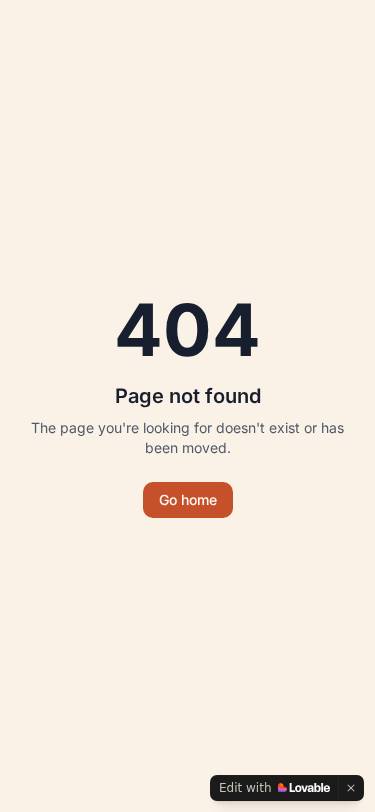 404
Page not found
The page you're looking for doesn't exist or has
been moved.
Go home
Edit with Lovable ×